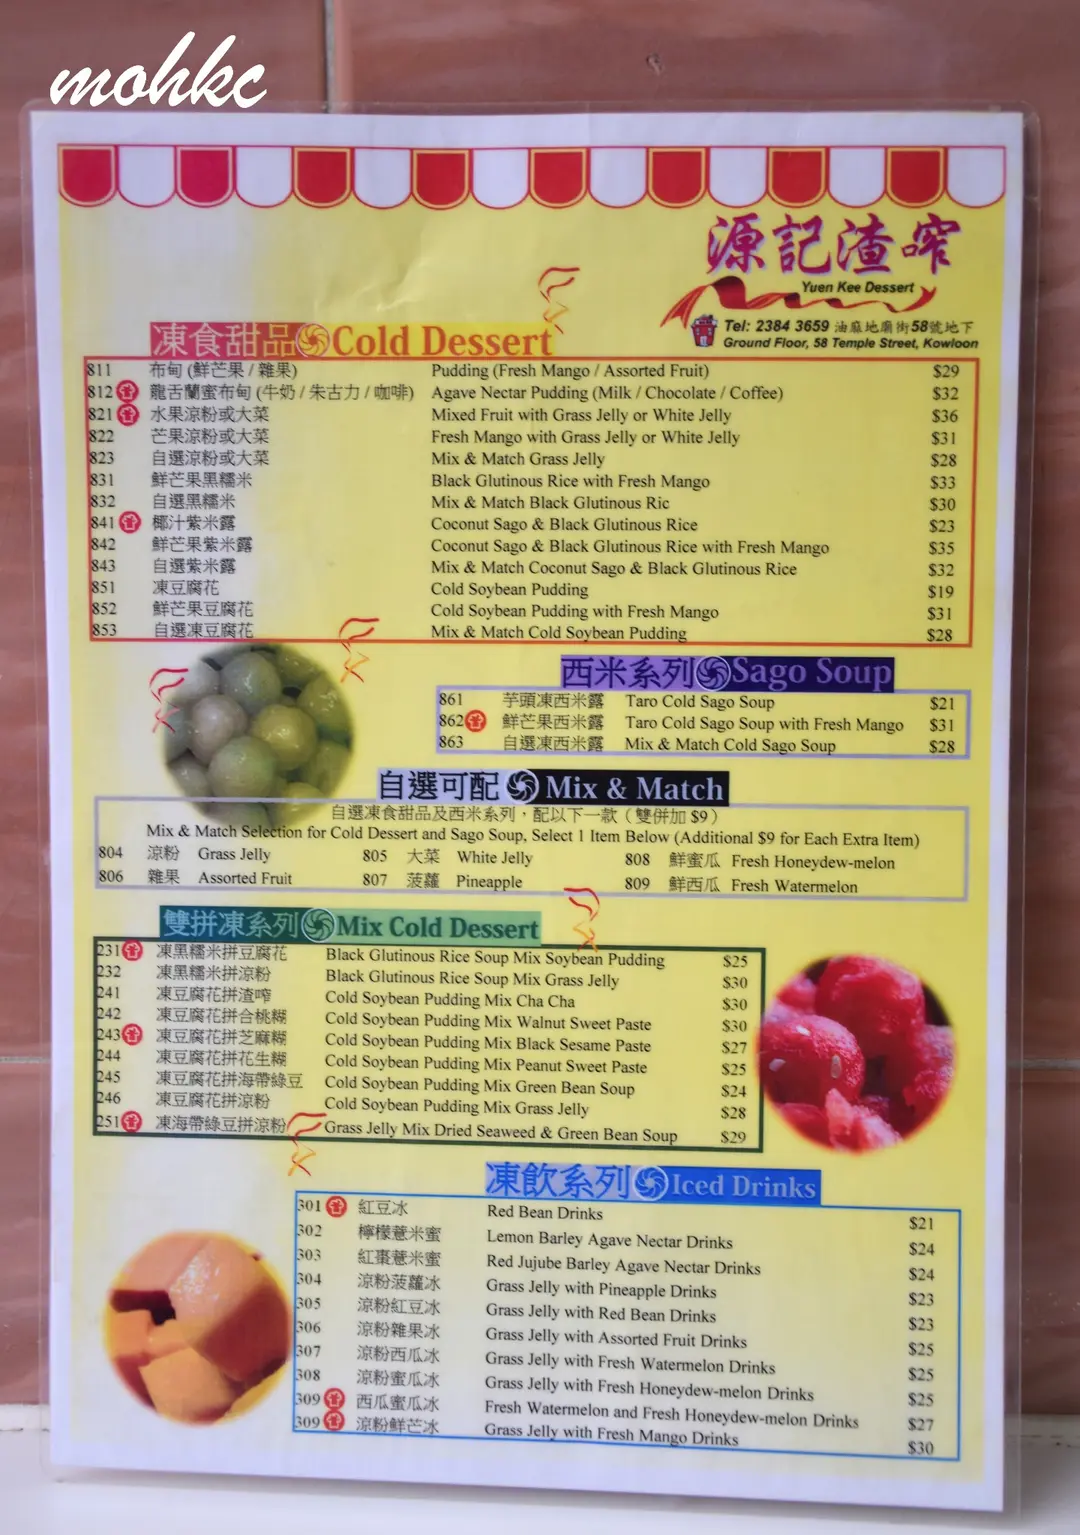 mohkc
源記渣咋
Yuen Kee Dessert
Tel: 2384 3659 油麻地廟街58號地下
Ground Floor, 58 Temple Street, Kowloon
凍食甜品 Cold Dessert
811 布甸 (鮮芒果 / 雜果) Pudding (Fresh Mango / Assorted Fruit) $29
812 龍舌蘭蜜布甸 (牛奶 / 朱古力 / 咖啡) Agave Nectar Pudding (Milk / Chocolate / Coffee) $32
821 水果涼粉或大菜 Mixed Fruit with Grass Jelly or White Jelly $36
822 芒果涼粉或大菜 Fresh Mango with Grass Jelly or White Jelly $31
823 自選涼粉或大菜 Mix & Match Grass Jelly $28
831 鮮芒果黑糯米 Black Glutinous Rice with Fresh Mango $33
832 自選黑糯米 Mix & Match Black Glutinous Ric $30
841 椰汁紫米露 Coconut Sago & Black Glutinous Rice $23
842 鮮芒果紫米露 Coconut Sago & Black Glutinous Rice with Fresh Mango $35
843 自選紫米露 Mix & Match Coconut Sago & Black Glutinous Rice $32
851 凍豆腐花 Cold Soybean Pudding $19
852 鮮芒果豆腐花 Cold Soybean Pudding with Fresh Mango $31
853 自選凍豆腐花 Mix & Match Cold Soybean Pudding $28
西米系列 Sago Soup
861 芋頭凍西米露 Taro Cold Sago Soup $21
862 鮮芒果西米露 Taro Cold Sago Soup with Fresh Mango $31
863 自選凍西米露 Mix & Match Cold Sago Soup $28
自選可配 Mix & Match
自選凍食甜品及西米系列，配以下一款（雙併加 $9）
Mix & Match Selection for Cold Dessert and Sago Soup, Select 1 Item Below (Additional $9 for Each Extra Item)
804 涼粉 Grass Jelly 805 大菜 White Jelly 808 鮮蜜瓜 Fresh Honeydew-melon
806 雜果 Assorted Fruit 807 菠蘿 Pineapple 809 鮮西瓜 Fresh Watermelon
雙拼凍系列 Mix Cold Dessert
231 凍黑糯米拼豆腐花 Black Glutinous Rice Soup Mix Soybean Pudding $25
232 凍黑糯米拼涼粉 Black Glutinous Rice Soup Mix Grass Jelly $30
241 凍豆腐花拼渣咋 Cold Soybean Pudding Mix Cha Cha $30
242 凍豆腐花拼合桃糊 Cold Soybean Pudding Mix Walnut Sweet Paste $30
243 凍豆腐花拼芝麻糊 Cold Soybean Pudding Mix Black Sesame Paste $27
244 凍豆腐花拼花生糊 Cold Soybean Pudding Mix Peanut Sweet Paste $25
245 凍豆腐花拼海帶綠豆 Cold Soybean Pudding Mix Green Bean Soup $24
246 凍豆腐花拼涼粉 Cold Soybean Pudding Mix Grass Jelly $28
251 凍海帶綠豆拼涼粉 Grass Jelly Mix Dried Seaweed & Green Bean Soup $29
凍飲系列 Iced Drinks
301 紅豆冰 Red Bean Drinks $21
302 檸檬薏米蜜 Lemon Barley Agave Nectar Drinks $24
303 紅棗薏米蜜 Red Jujube Barley Agave Nectar Drinks $24
304 涼粉菠蘿冰 Grass Jelly with Pineapple Drinks $23
305 涼粉紅豆冰 Grass Jelly with Red Bean Drinks $23
306 涼粉雜果冰 Grass Jelly with Assorted Fruit Drinks $25
307 涼粉西瓜冰 Grass Jelly with Fresh Watermelon Drinks $25
308 涼粉蜜瓜冰 Grass Jelly with Fresh Honeydew-melon Drinks $25
309 西瓜蜜瓜冰 Fresh Watermelon and Fresh Honeydew-melon Drinks $27
309 涼粉鮮芒冰 Grass Jelly with Fresh Mango Drinks $30